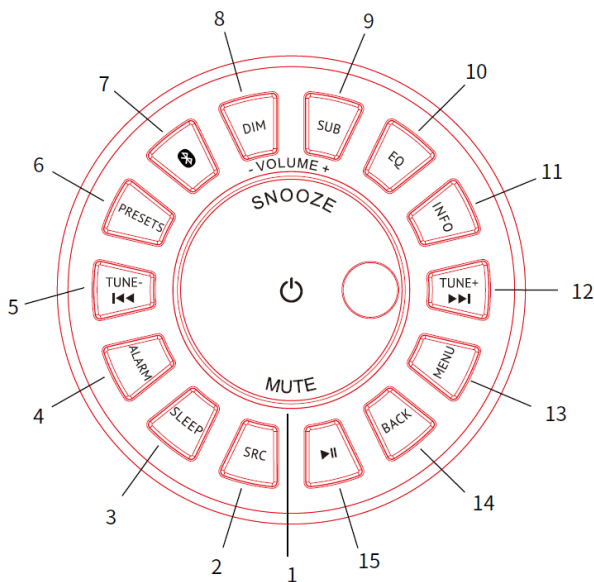 8
9
7
10
DIM
SUB
6
EQ
11
- VOLUME +
SNOOZE
PRESETS
INFO
5
TUNE-
TUNE+
12
4
ALARM
MENU
13
MUTE
3
SLEEP
BACK
14
SRC
2
1
15